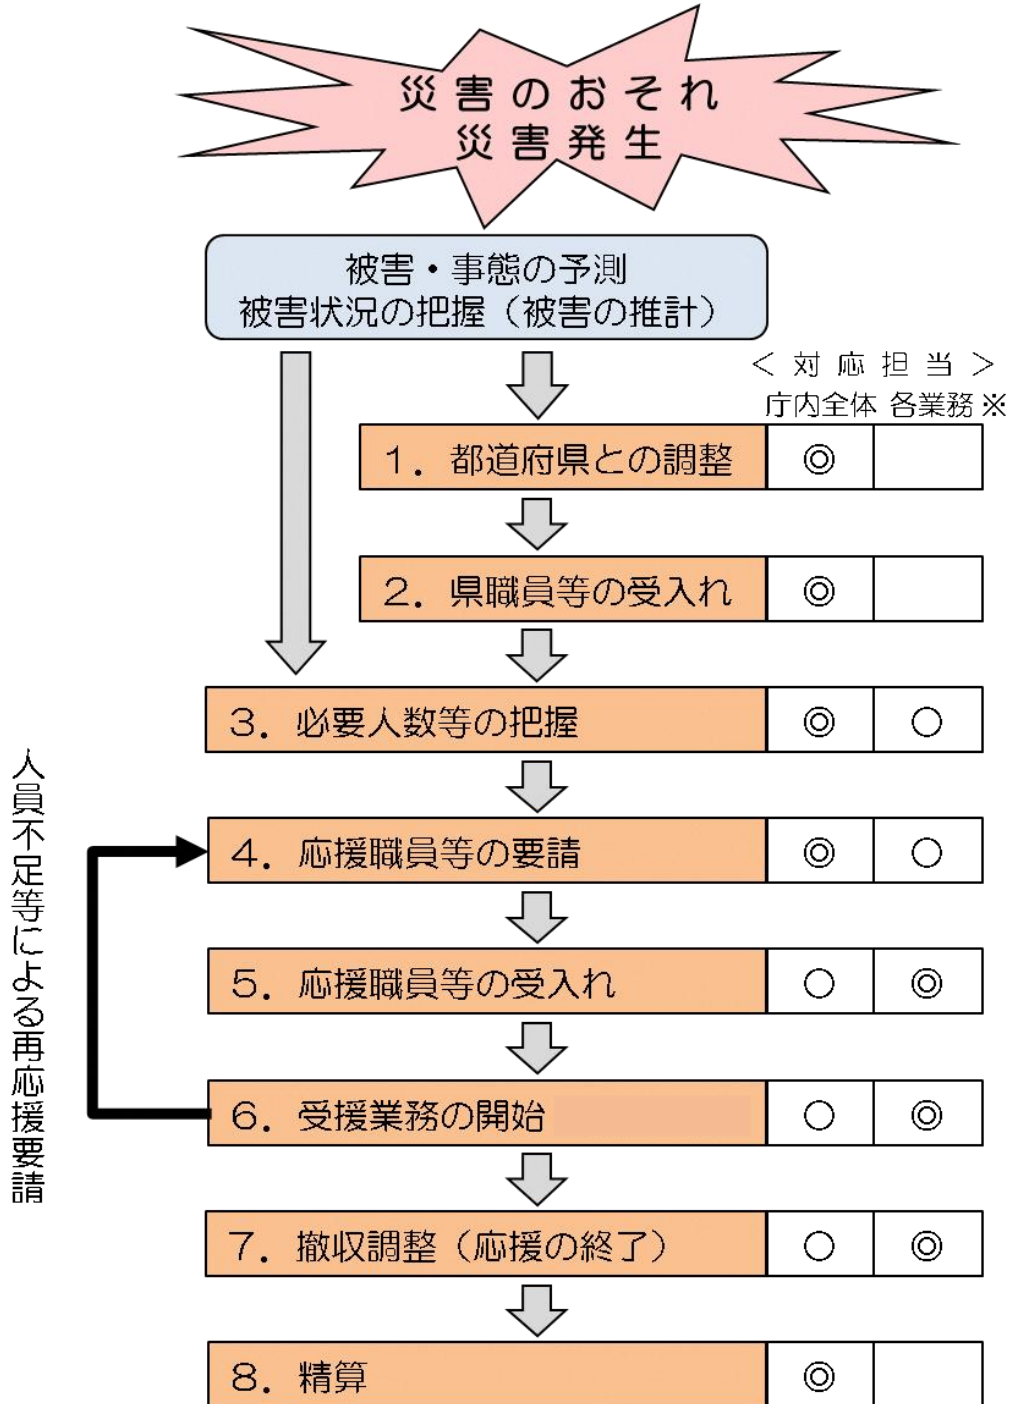 災害のおそれ
災害発生
被害・事態の予測
被害状況の把握（被害の推計）
＜対応担当＞
庁内全体 各業務※
１．都道府県との調整 ◎
２．県職員等の受入れ ◎
３．必要人数等の把握 ◎ ○
４．応援職員等の要請 ◎ ○
５．応援職員等の受入れ ○ ◎
６．受援業務の開始 ○ ◎
７．撤収調整（応援の終了） ○ ◎
８．精算 ◎
人員不足等による再応援要請